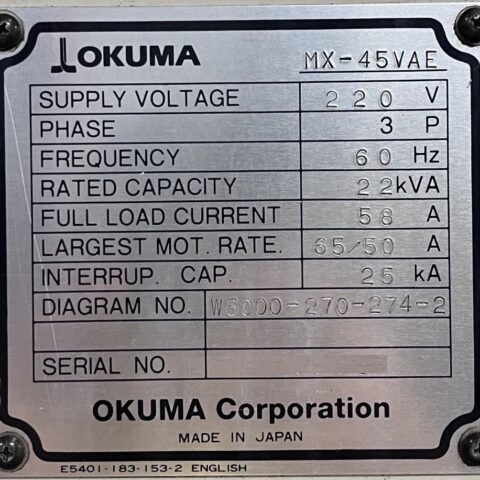 OKUMA MX-45VAE
SUPPLY VOLTAGE 220 V
PHASE 3 P
FREQUENCY 60 Hz
RATED CAPACITY 22 kVA
FULL LOAD CURRENT 58 A
LARGEST MOT. RATE. 65/50 A
INTERRUP. CAP. 25 kA
DIAGRAM NO. W6000-270-274-2
SERIAL NO.
OKUMA Corporation
MADE IN JAPAN
E5401-183-153-2 ENGLISH